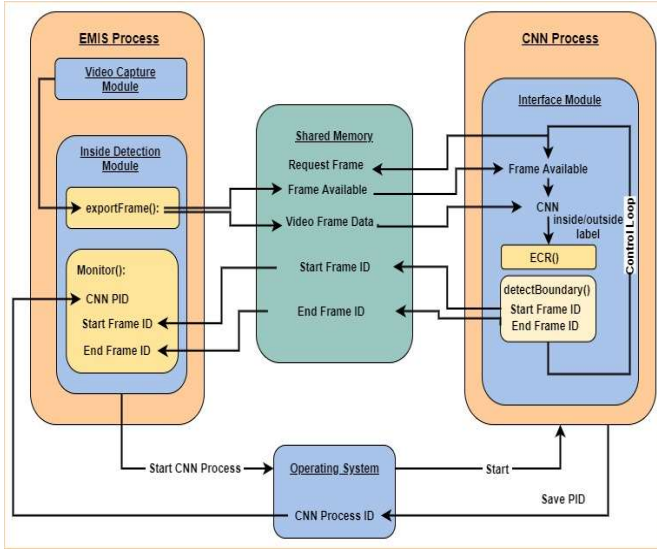 EMIS Process
Video Capture
Module
Inside Detection
Module
exportFrame():
Monitor():
CNN PID
Start Frame ID
End Frame ID
Shared Memory
Request Frame
Frame Available
Video Frame Data
Start Frame ID
End Frame ID
CNN Process
Interface Module
Frame Available
CNN
inside/outside
label
ECR()
detectBoundary()
Start Frame ID
End Frame ID
Control Loop
Start CNN Process
Operating System
CNN Process ID
Start
Save PID